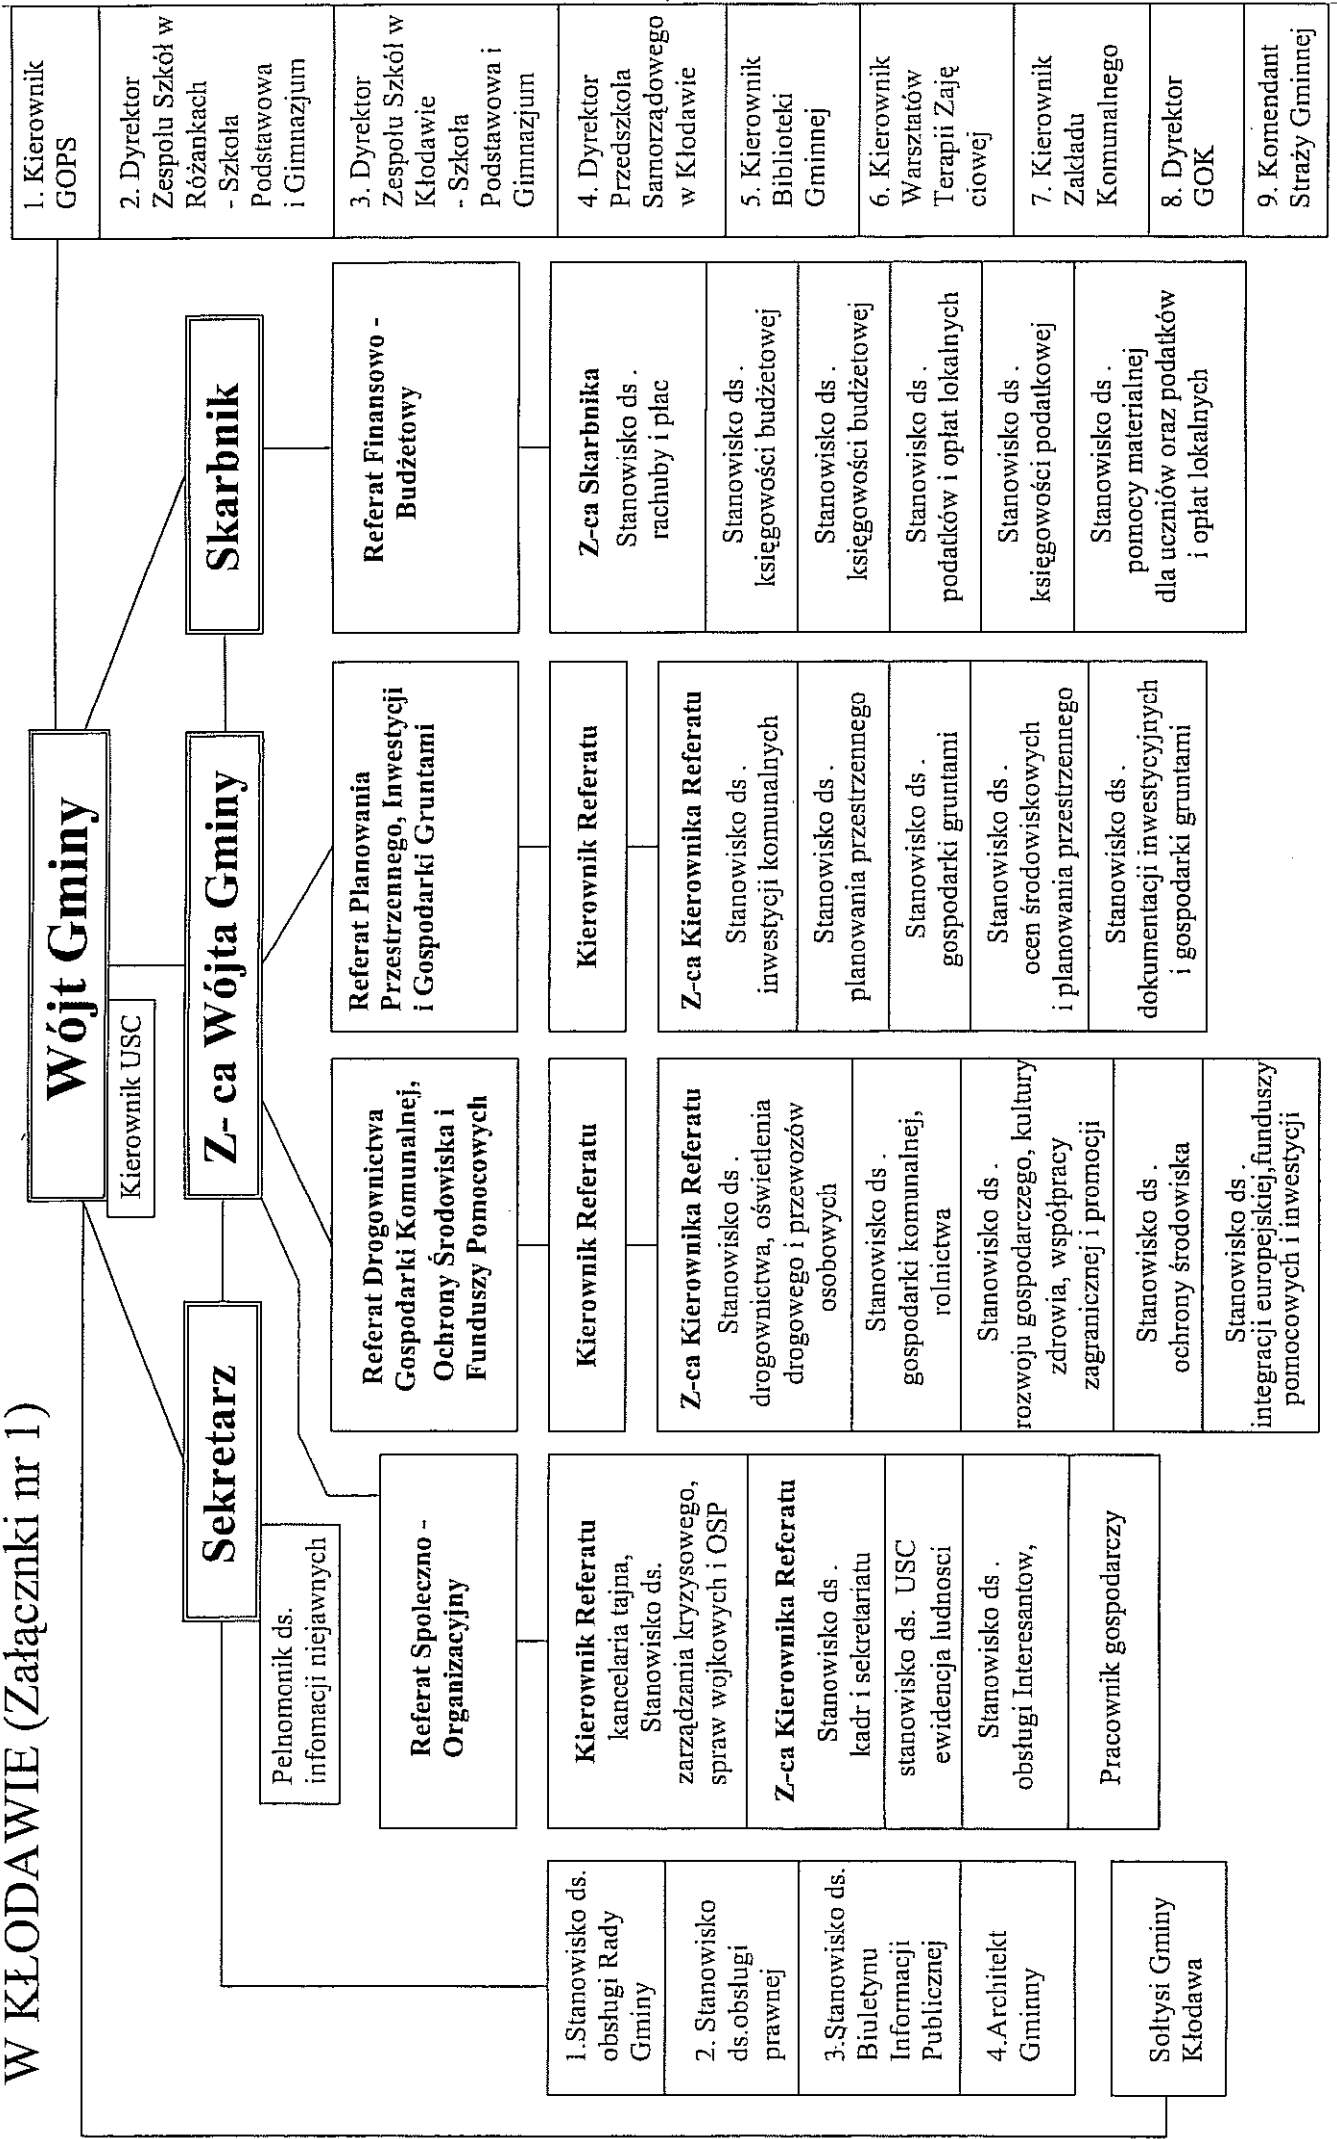 W KŁODAWIE (Załącznki nr 1)
Wójt Gminy
Kierownik USC
Sekretarz
Z- ca Wójta Gminy
Skarbnik
Pełnomonik ds.
infomacji niejawnych
1.Stanowisko ds.
obsługi Rady
Gminy
2. Stanowisko
ds.obsługi
prawnej
3.Stanowisko ds.
Biuletynu
Informacji
Publicznej
4.Architekt
Gminny
Sołtysi Gminy
Kłodawa
Referat Społeczno -
Organizacyjny
Kierownik Referatu
kancelaria tajna,
Stanowisko ds.
zarządzania kryzysowego,
spraw wojkowych i OSP
Z-ca Kierownika Referatu
Stanowisko ds .
kadr i sekretariatu
stanowisko ds. USC
ewidencja ludnosci
Stanowisko ds .
obsługi Interesantow,
Pracownik gospodarczy
Referat Drogownictwa
Gospodarki Komunalnej,
Ochrony Środowiska i
Funduszy Pomocowych
Kierownik Referatu
Z-ca Kierownika Referatu
Stanowisko ds .
drogownictwa, oświetlenia
drogowego i przewozów
osobowych
Stanowisko ds .
gospodarki komunalnej,
rolnictwa
Stanowisko ds .
rozwoju gospodarczego, kultury
zdrowia, współpracy
zagranicznej i promocji
Stanowisko ds .
ochrony środowiska
Stanowisko ds .
integracji europejskiej,funduszy
pomocowych i inwestycji
Referat Planowania
Przestrzennego, Inwestycji
i Gospodarki Gruntami
Kierownik Referatu
Z-ca Kierownika Referatu
Stanowisko ds .
inwestycji komunalnych
Stanowisko ds .
planowania przestrzennego
Stanowisko ds .
gospodarki gruntami
Stanowisko ds .
ocen środowiskowych
i planowania przestrzennego
Stanowisko ds .
dokumentacji inwestycyjnych
i gospodarki gruntami
Referat Finansowo -
Budżetowy
Z-ca Skarbnika
Stanowisko ds .
rachuby i płac
Stanowisko ds .
księgowości budżetowej
Stanowisko ds .
księgowości budżetowej
Stanowisko ds .
podatków i opłat lokalnych
Stanowisko ds .
księgowości podatkowej
Stanowisko ds .
pomocy materialnej
dla uczniów oraz podatków
i opłat lokalnych
1. Kierownik
GOPS
2. Dyrektor
Zespołu Szkół w
Różankach
- Szkoła
Podstawowa
i Gimnazjum
3. Dyrektor
Zespołu Szkół w
Kłodawie
- Szkoła
Podstawowa i
Gimnazjum
4. Dyrektor
Przedszkola
Samorządowego
w Kłodawie
5. Kierownik
Biblioteki
Gminnej
6. Kierownik
Warsztatów
Terapii Zaję
ciowej
7. Kierownik
Zakładu
Komunalnego
8. Dyrektor
GOK
9. Komendant
Straży Gminnej